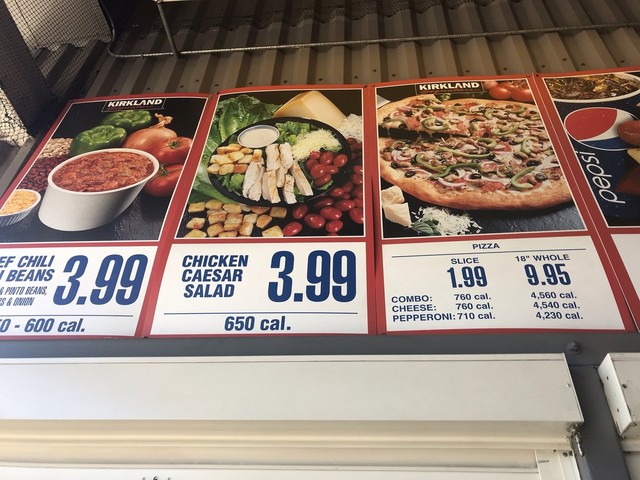 KIRKLAND
EF CHILI
BEANS
& PINTO BEANS,
& ONION
3.99
0 - 600 cal.
CHICKEN
CAESAR
SALAD
3.99
650 cal.
KIRKLAND
PIZZA
SLICE 18" WHOLE
1.99 9.95
COMBO: 760 cal. 4,560 cal.
CHEESE: 760 cal. 4,540 cal.
PEPPERONI: 710 cal. 4,230 cal.
pepsi